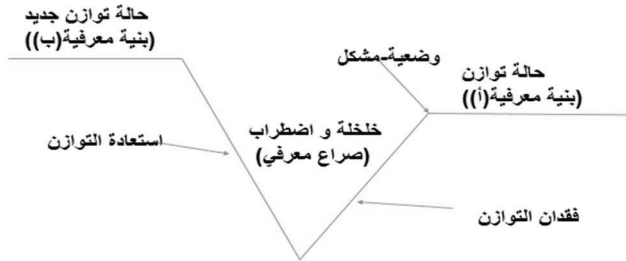 حالة توازن جديد
(بنية معرفية(ب))
وضعية-مشكل
حالة توازن
(بنية معرفية(أ))
خلخلة و اضطراب
(صراع معرفي)
استعادة التوازن
فقدان التوازن